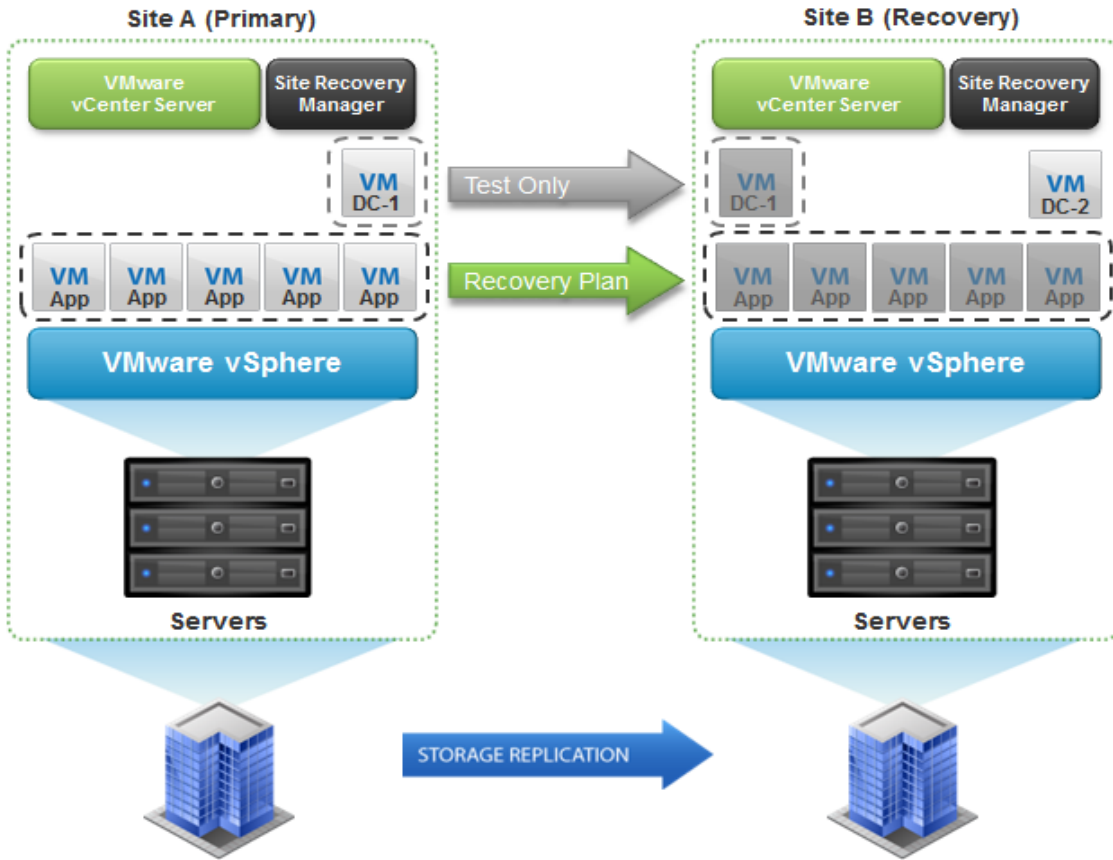 Site A (Primary)
Site B (Recovery)
VMware
vCenter Server
Site Recovery
Manager
VMware
vCenter Server
Site Recovery
Manager
VM
DC-1
Test Only
VM
DC-1
VM
DC-2
VM
App
VM
App
VM
App
VM
App
VM
App
Recovery Plan
VM
App
VM
App
VM
App
VM
App
VM
App
VMware vSphere
VMware vSphere
Servers
Servers
STORAGE REPLICATION